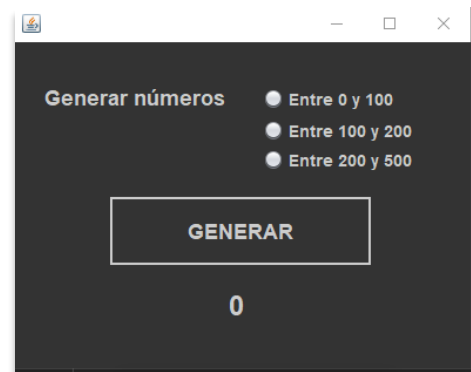 Generar números
Entre 0 y 100
Entre 100 y 200
Entre 200 y 500
GENERAR
0